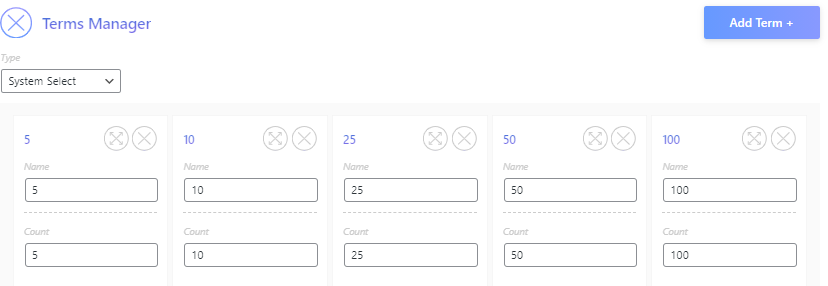 Terms Manager
Add Term +
Type
System Select
5 10 25 50 100
Name Name Name Name Name
5 10 25 50 100
Count Count Count Count Count
5 10 25 50 100